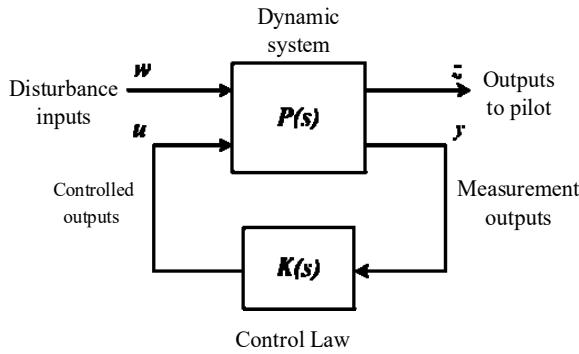 Dynamic
system
w
z
Disturbance
inputs
P(s)
Outputs
to pilot
u
y
Controlled
outputs
Measurement
outputs
K(s)
Control Law